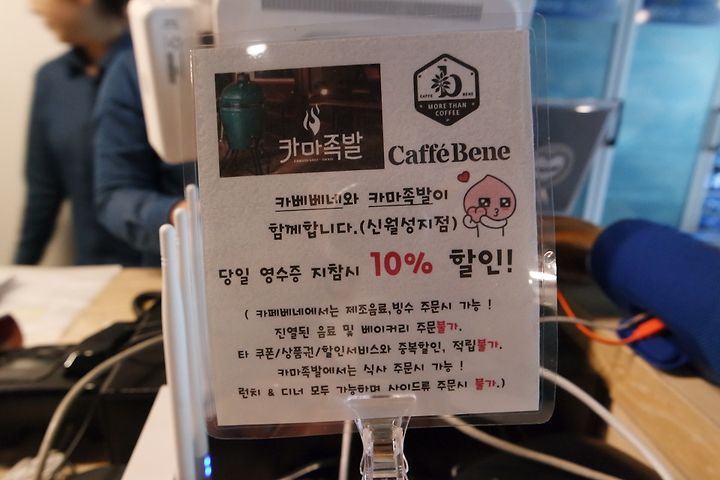 카마족발
CAFFE BENE
MORE THAN
COFFEE
Caffé Bene
카베베네와 카마족발이
함께합니다.(신월성지점)
당일 영수증 지참시 10% 할인!
( 카페베네에서는 제조음료,빙수 주문시 가능 !
진열된 음료 및 베이커리 주문불가.
타 쿠폰/상품권/할인서비스와 중복할인, 적립불가.
카마족발에서는 식사 주문시 가능 !
런치 & 디너 모두 가능하며 사이드류 주문시 불가.)